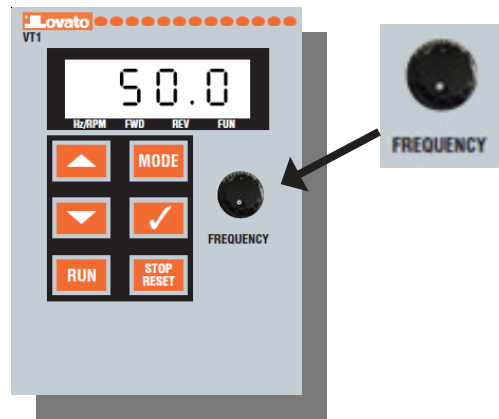 Lovato
VT1
50.0
Hz/RPM FWD REV FUN
MODE
RUN
STOP
RESET
FREQUENCY
FREQUENCY